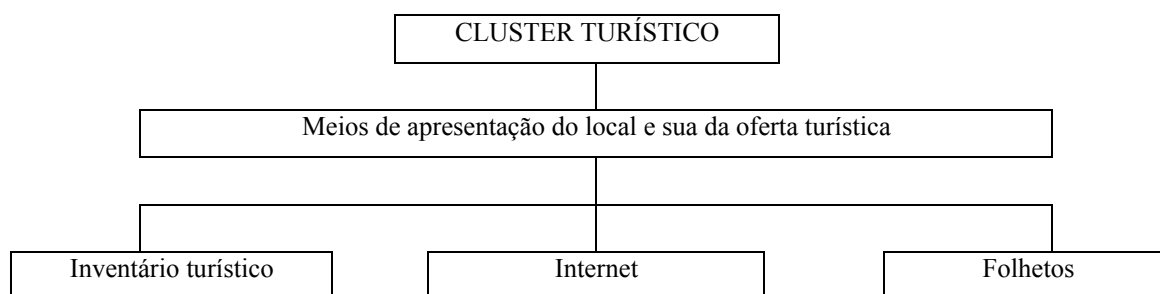 CLUSTER TURÍSTICO
Meios de apresentação do local e sua da oferta turística
Inventário turístico
Internet
Folhetos